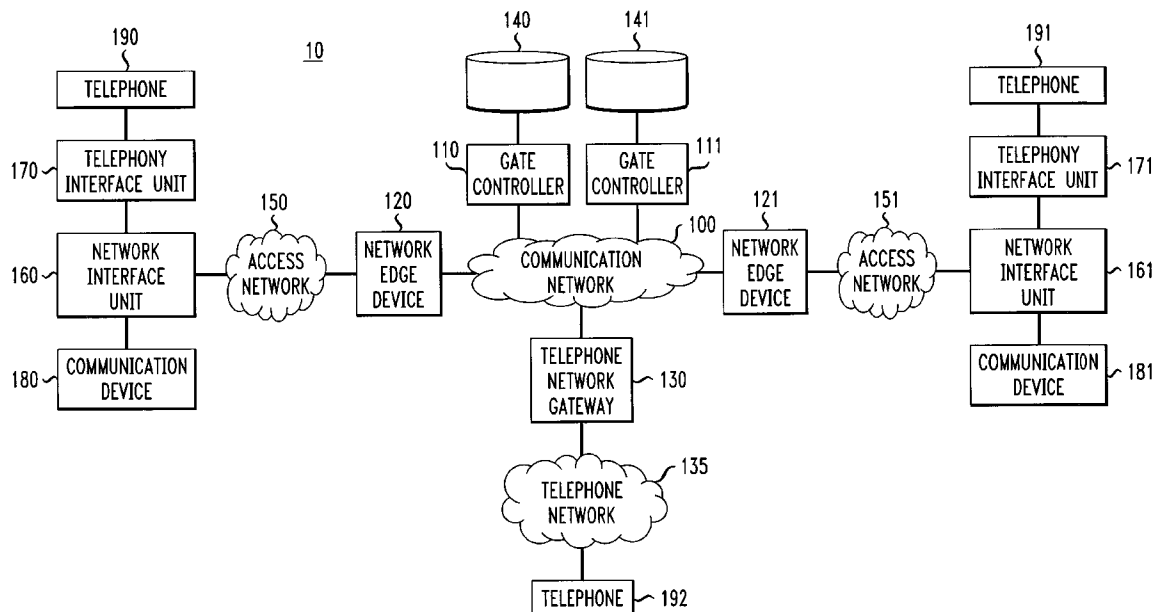 140
141
190
10
191
TELEPHONE
TELEPHONE
170
TELEPHONY
INTERFACE UNIT
110
GATE
CONTROLLER
111
GATE
CONTROLLER
TELEPHONY
INTERFACE UNIT
171
150
120
100
121
151
160
NETWORK
INTERFACE
UNIT
ACCESS
NETWORK
NETWORK
EDGE
DEVICE
COMMUNICATION
NETWORK
NETWORK
EDGE
DEVICE
ACCESS
NETWORK
NETWORK
INTERFACE
UNIT
161
180
COMMUNICATION
DEVICE
TELEPHONE
NETWORK
GATEWAY
130
COMMUNICATION
DEVICE
181
135
TELEPHONE
NETWORK
TELEPHONE
192